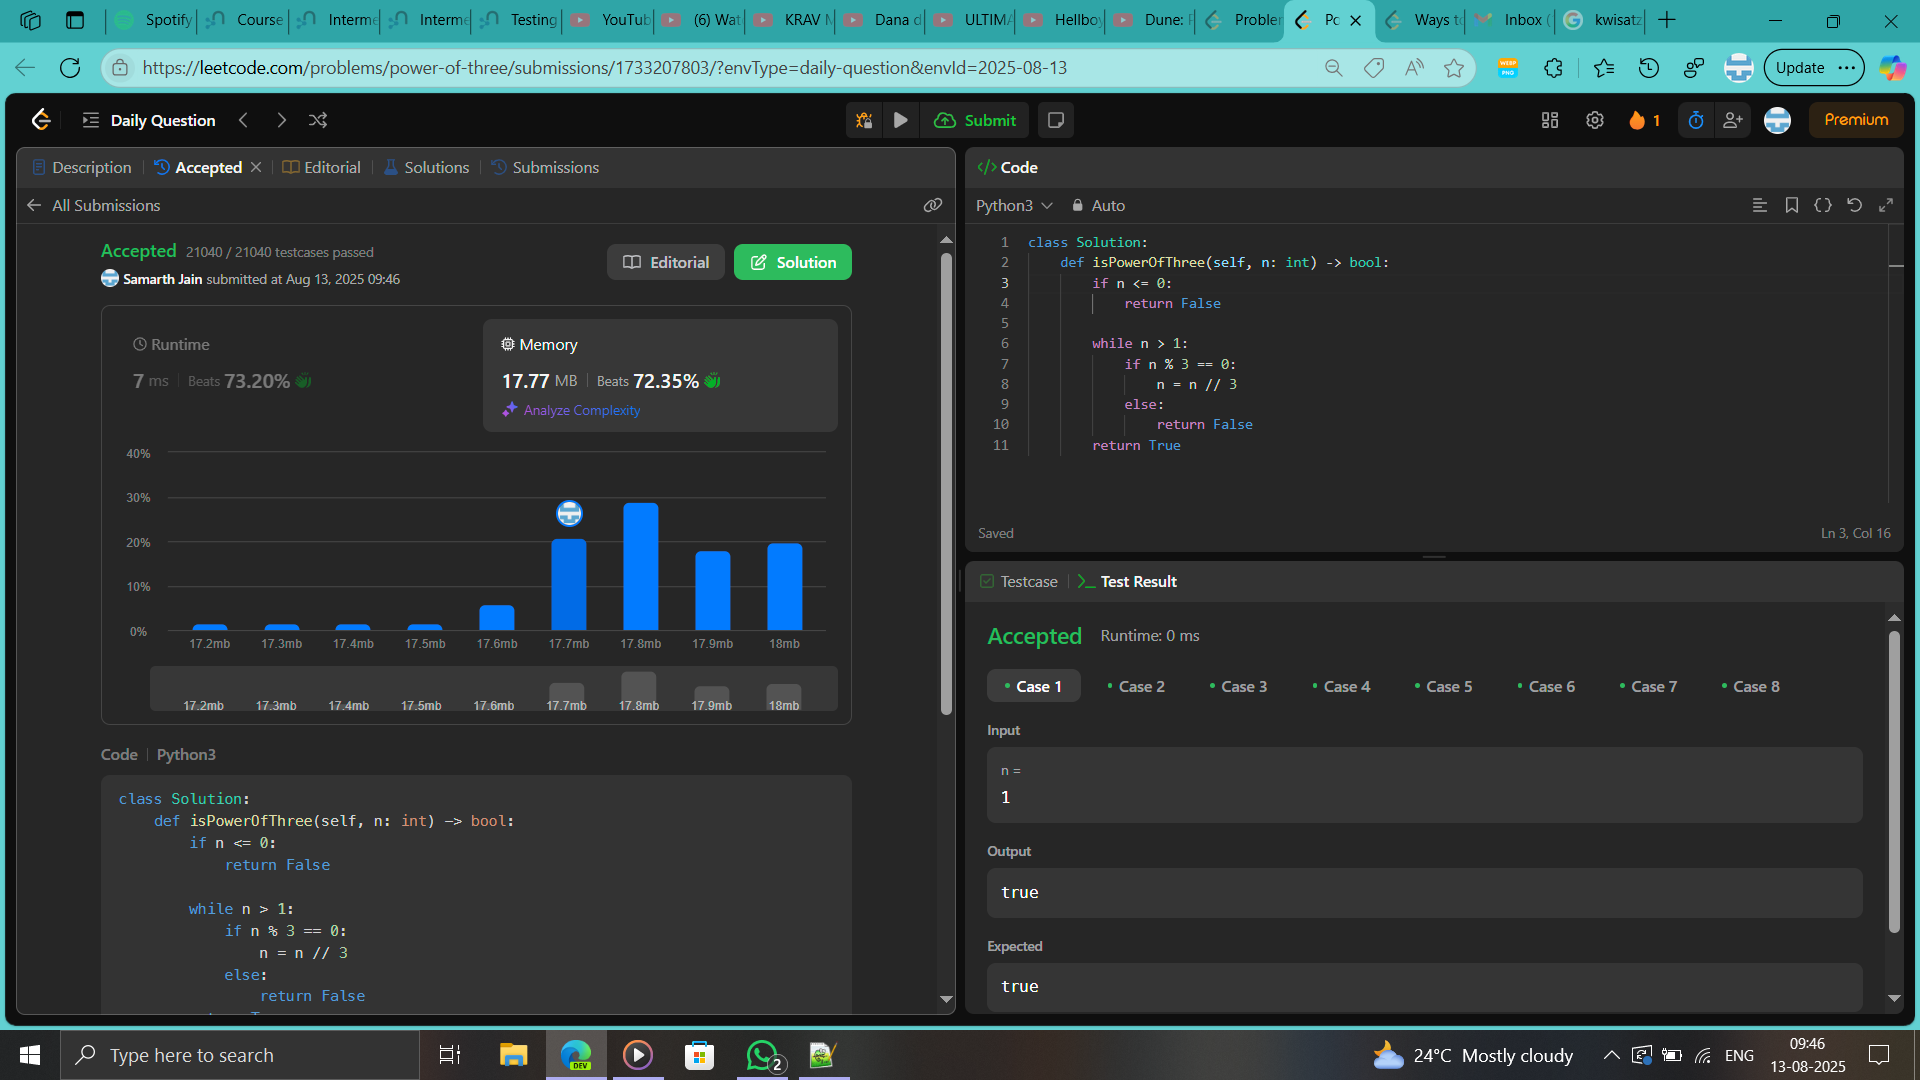 Spotify
Course
Interme
Interme
Testing
YouTub
(6) Wat
KRAV M
Dana d
ULTIMA
Hellboy
Dune: P
Problem
Po
Ways to
Inbox (
kwisatz
https://leetcode.com/problems/power-of-three/submissions/1733207803/?envType=daily-question&envId=2025-08-13
WEBP
PNG
Update
Daily Question
Submit
1
Premium
Description
Accepted
Editorial
Solutions
Submissions
All Submissions
Accepted 21040 / 21040 testcases passed
Samarth Jain submitted at Aug 13, 2025 09:46
Editorial
Solution
Runtime
7 ms Beats 73.20%
Memory
17.77 MB Beats 72.35%
Analyze Complexity
40%
30%
20%
10%
0%
17.2mb 17.3mb 17.4mb 17.5mb 17.6mb 17.7mb 17.8mb 17.9mb 18mb
17.2mb 17.3mb 17.4mb 17.5mb 17.6mb 17.7mb 17.8mb 17.9mb 18mb
Code Python3
class Solution:
def isPowerOfThree(self, n: int) -> bool:
if n <= 0:
return False
while n > 1:
if n % 3 == 0:
n = n // 3
else:
return False
</> Code
Python3
Auto
1 class Solution:
2 def isPowerOfThree(self, n: int) -> bool:
3 if n <= 0:
4 return False
5
6 while n > 1:
7 if n % 3 == 0:
8 n = n // 3
9 else:
10 return False
11 return True
Saved
Ln 3, Col 16
Testcase
Test Result
Accepted Runtime: 0 ms
Case 1 Case 2 Case 3 Case 4 Case 5 Case 6 Case 7 Case 8
Input
n =
1
Output
true
Expected
true
Type here to search
DEV
2
24°C Mostly cloudy
ENG
09:46
13-08-2025